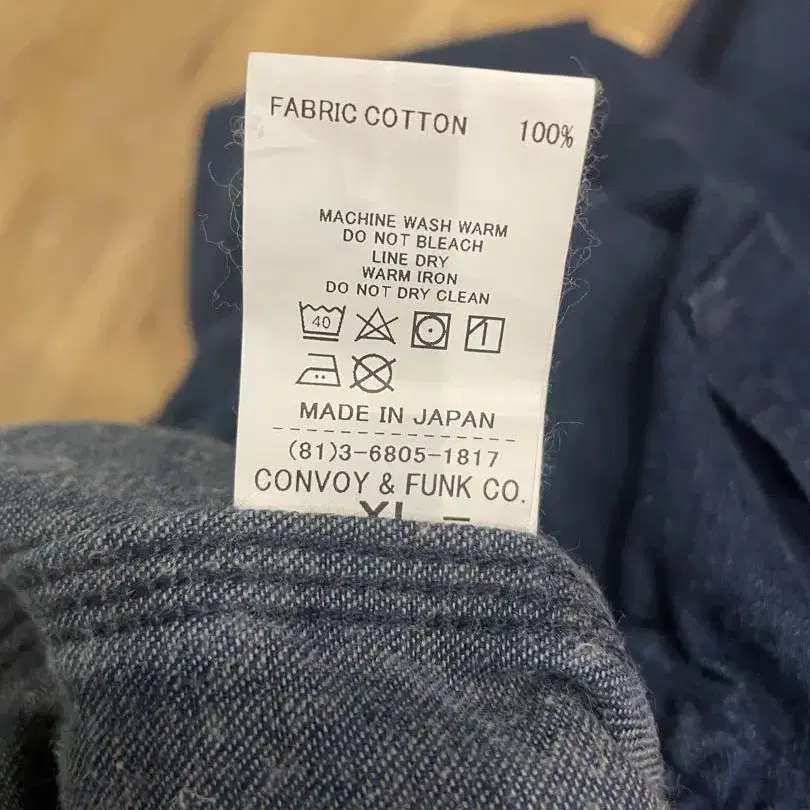 FABRIC COTTON 100%
MACHINE WASH WARM
DO NOT BLEACH
LINE DRY
WARM IRON
DO NOT DRY CLEAN
40
MADE IN JAPAN
(81)3-6805-1817
CONVOY & FUNK CO.
XL